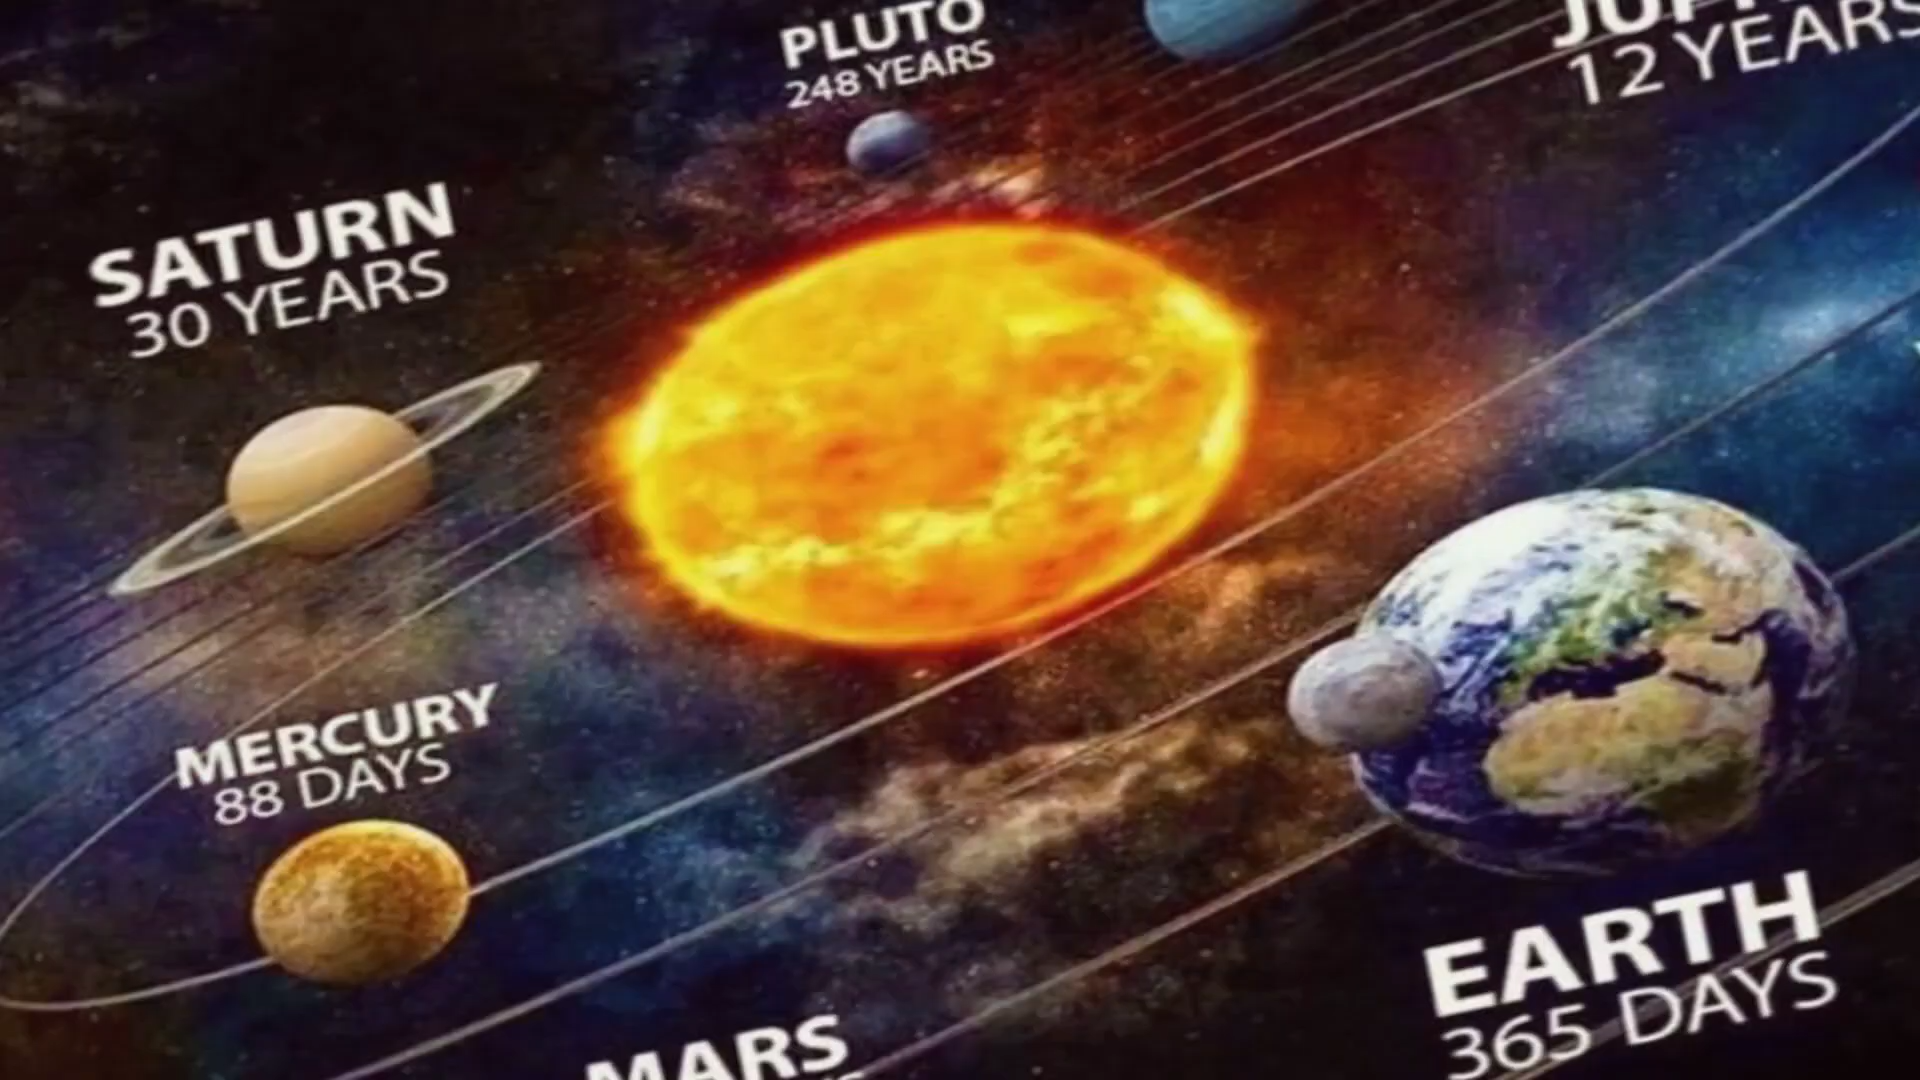 PLUTO
248 YEARS
12 YEARS
SATURN
30 YEARS
MERCURY
88 DAYS
EARTH
365 DAYS
MARS